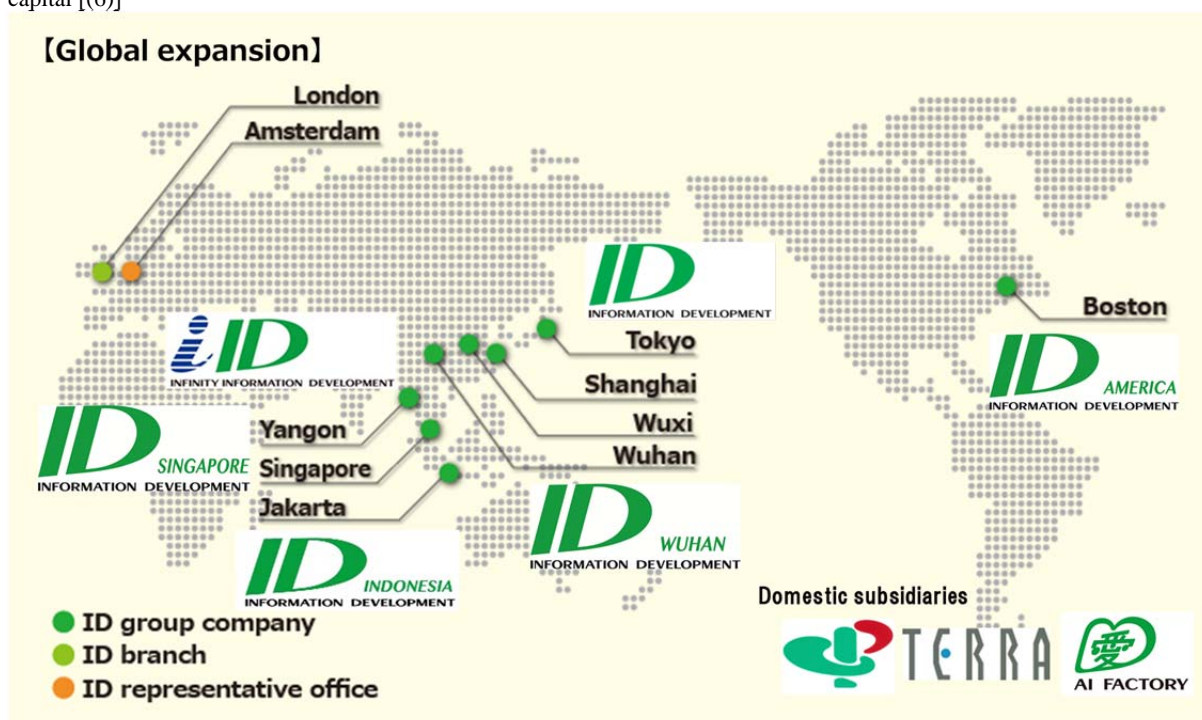 capital [(6)]
【Global expansion】
London
Amsterdam
ID
INFORMATION DEVELOPMENT
Boston
Tokyo
iID
INFINITY INFORMATION DEVELOPMENT
Shanghai
ID AMERICA
INFORMATION DEVELOPMENT
Wuxi
Yangon
Wuhan
ID SINGAPORE
INFORMATION DEVELOPMENT
Singapore
Jakarta
ID WUHAN
INFORMATION DEVELOPMENT
ID INDONESIA
INFORMATION DEVELOPMENT
Domestic subsidiaries
ID group company
ID branch
ID representative office
TERRA
愛
AI FACTORY